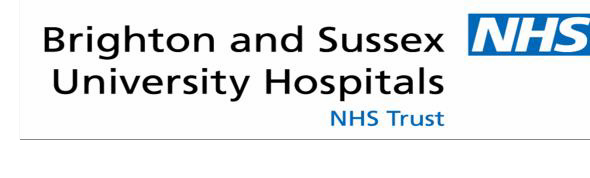 Brighton and Sussex NHS
University Hospitals
NHS Trust